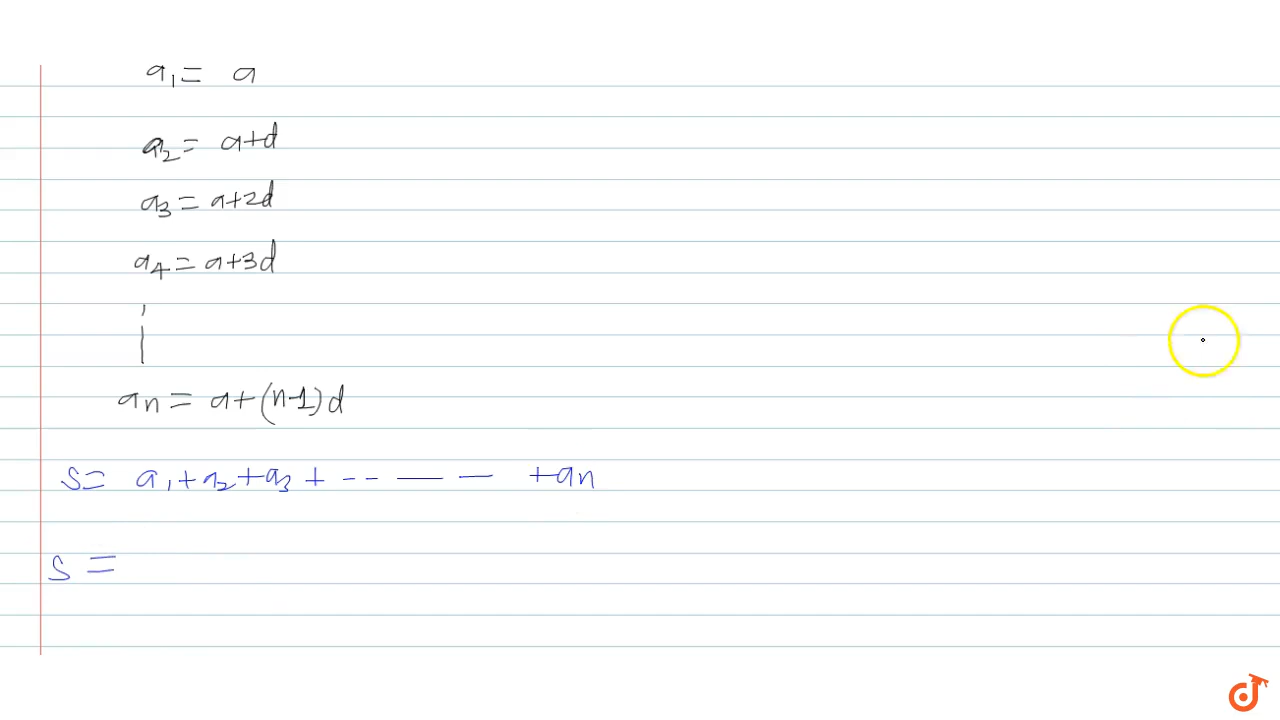 a₁ = a
a₂ = a+d
a₃ = a+2d
a₄ = a+3d
aₙ = a+(n-1)d
S = a₁+a₂+a₃+ -- — — +aₙ
S =